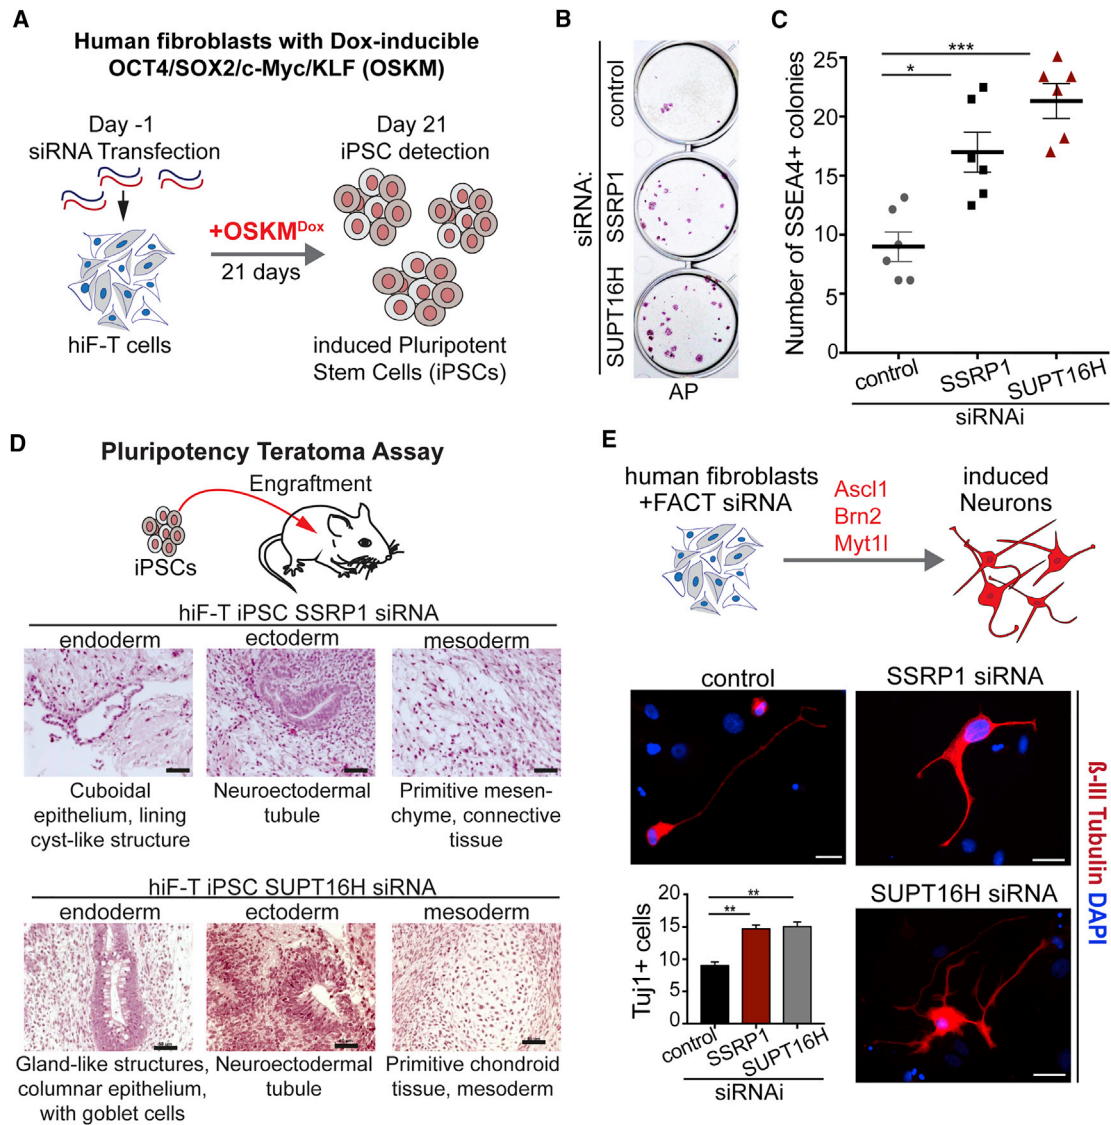 A
Human fibroblasts with Dox-inducible
OCT4/SOX2/c-Myc/KLF (OSKM)
Day -1
siRNA Transfection
Day 21
iPSC detection
+OSKMDox
21 days
hiF-T cells
induced Pluripotent
Stem Cells (iPSCs)
B
siRNA:
control
SSRP1
SUPT16H
AP
C
Number of SSEA4+ colonies
25
20
15
10
5
0
*
***
control
SSRP1
SUPT16H
siRNAi
D
Pluripotency Teratoma Assay
Engraftment
iPSCs
hiF-T iPSC SSRP1 siRNA
endoderm
ectoderm
mesoderm
Cuboidal
epithelium, lining
cyst-like structure
Neuroectodermal
tubule
Primitive mesen-
chyme, connective
tissue
hiF-T iPSC SUPT16H siRNA
endoderm
ectoderm
mesoderm
Gland-like structures,
columnar epithelium,
with goblet cells
Neuroectodermal
tubule
Primitive chondroid
tissue, mesoderm
E
human fibroblasts
+FACT siRNA
Ascl1
Brn2
Myt1l
induced
Neurons
control
SSRP1 siRNA
SUPT16H siRNA
ß-III Tubulin DAPI
Tuj1+ cells
20
15
10
5
0
**
**
control
SSRP1
SUPT16H
siRNAi